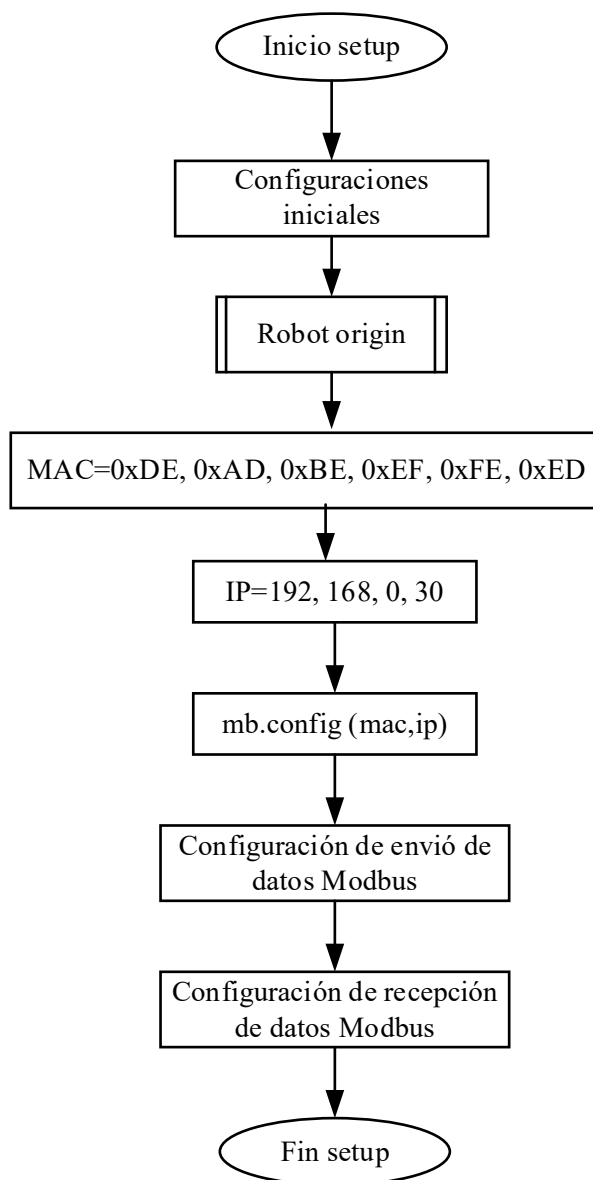 Inicio setup
Configuraciones
iniciales
Robot origin
MAC=0xDE, 0xAD, 0xBE, 0xEF, 0xFE, 0xED
IP=192, 168, 0, 30
mb.config (mac,ip)
Configuración de envió de
datos Modbus
Configuración de recepción
de datos Modbus
Fin setup